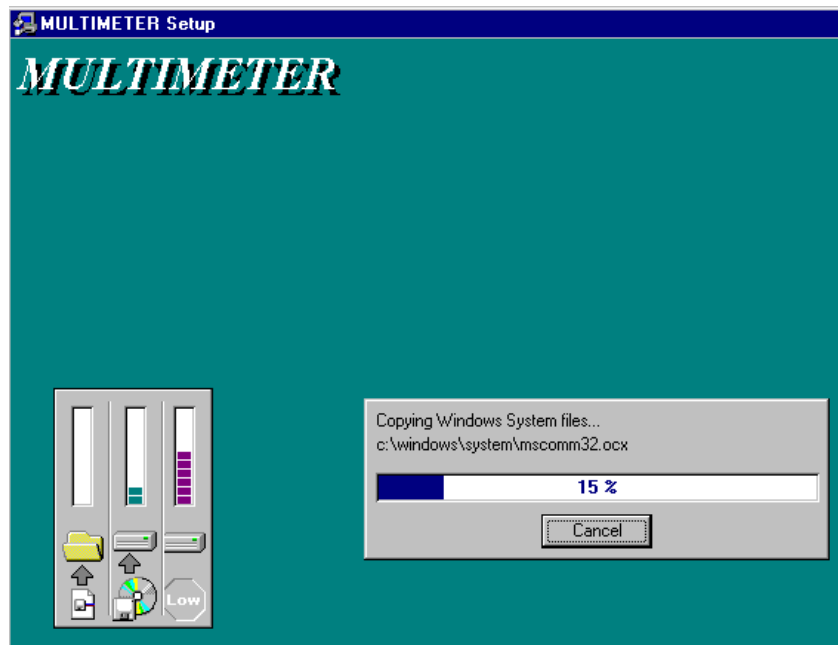 MULTIMETER Setup
MULTIMETER
Copying Windows System files...
c:\windows\system\mscomm32.ocx
15 %
Cancel
Low